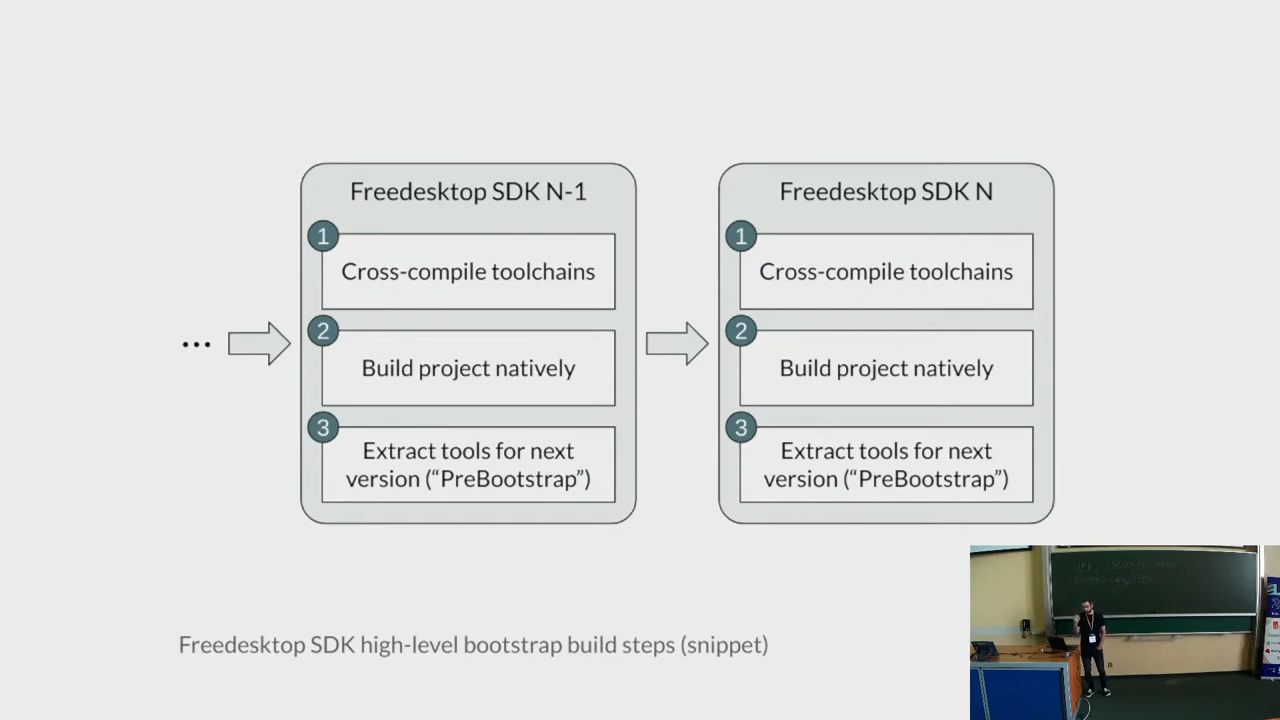 Freedesktop SDK N-1
1
Cross-compile toolchains
2
Build project natively
3
Extract tools for next
version ("PreBootstrap")
...
Freedesktop SDK N
1
Cross-compile toolchains
2
Build project natively
3
Extract tools for next
version ("PreBootstrap")
Freedesktop SDK high-level bootstrap build steps (snippet)